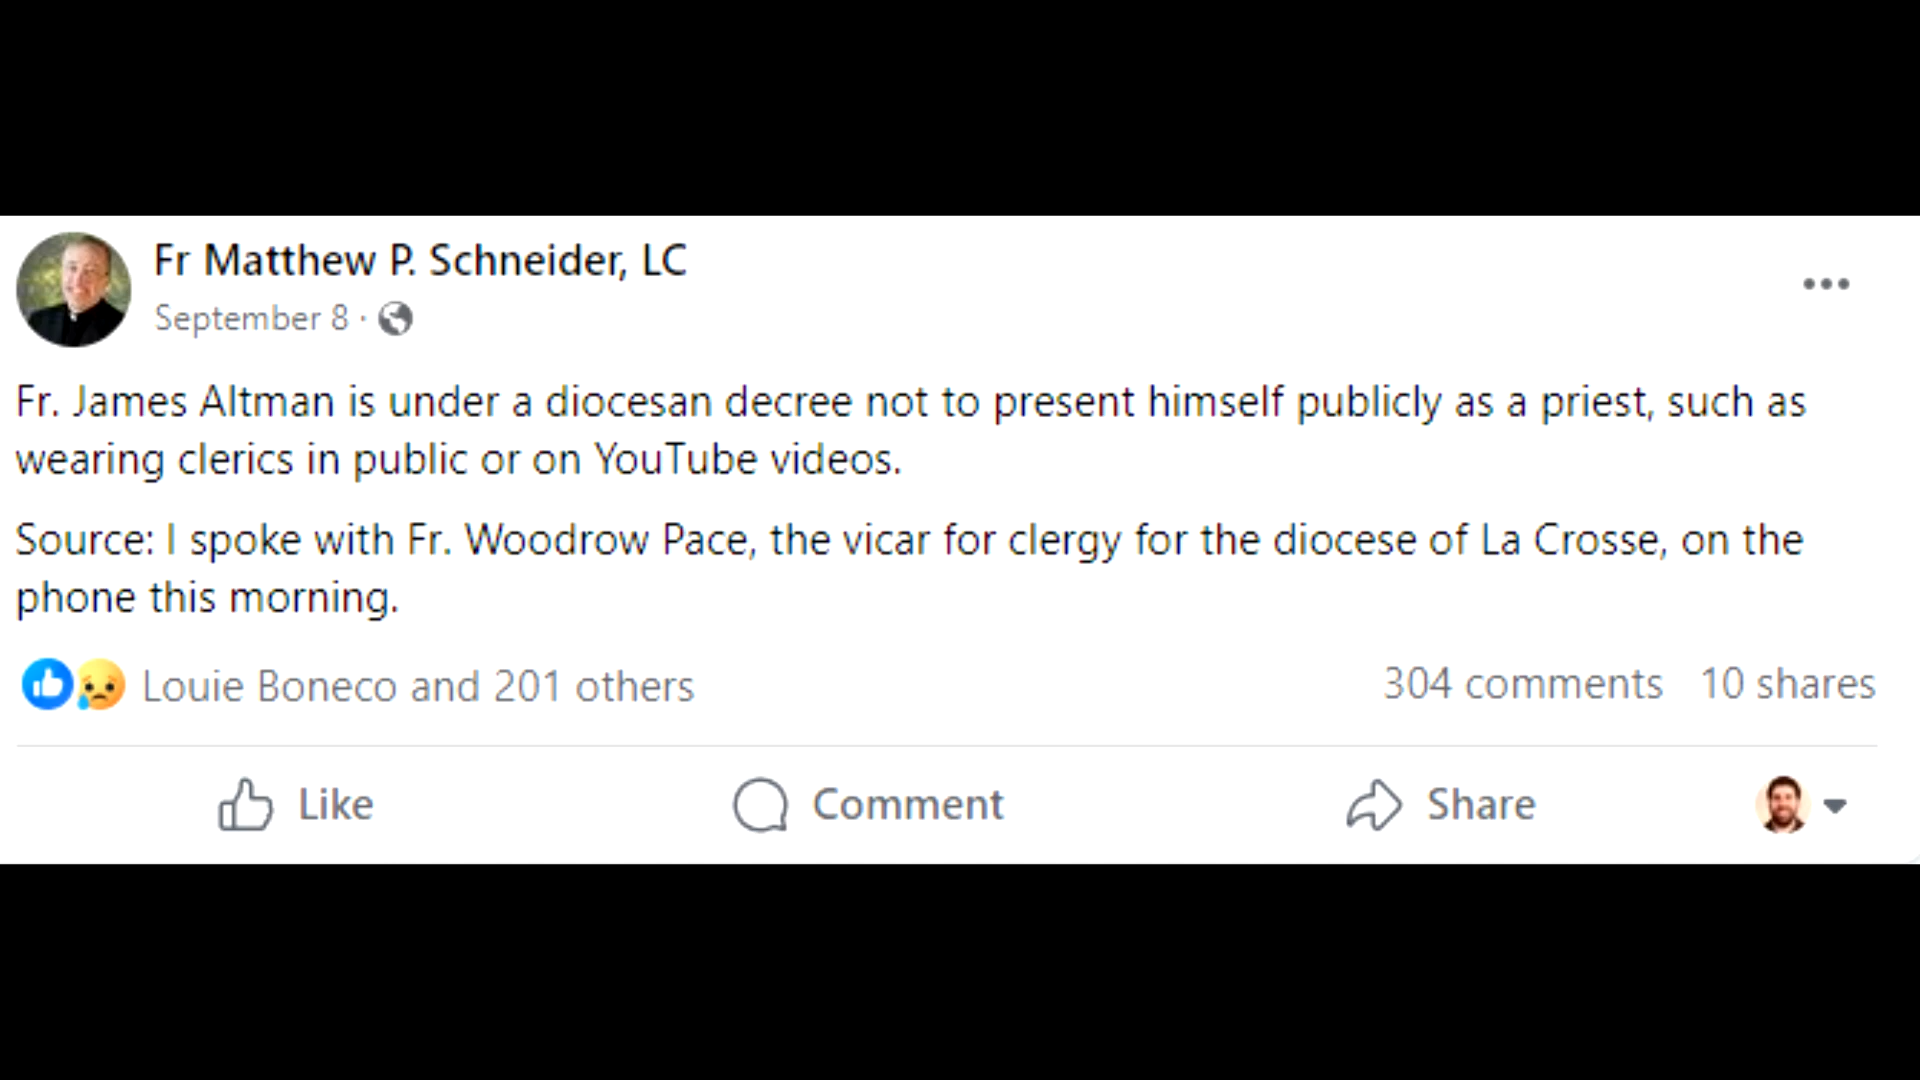 Fr Matthew P. Schneider, LC
September 8 ·
Fr. James Altman is under a diocesan decree not to present himself publicly as a priest, such as
wearing clerics in public or on YouTube videos.
Source: I spoke with Fr. Woodrow Pace, the vicar for clergy for the diocese of La Crosse, on the
phone this morning.
Louie Boneco and 201 others 304 comments 10 shares
Like Comment Share